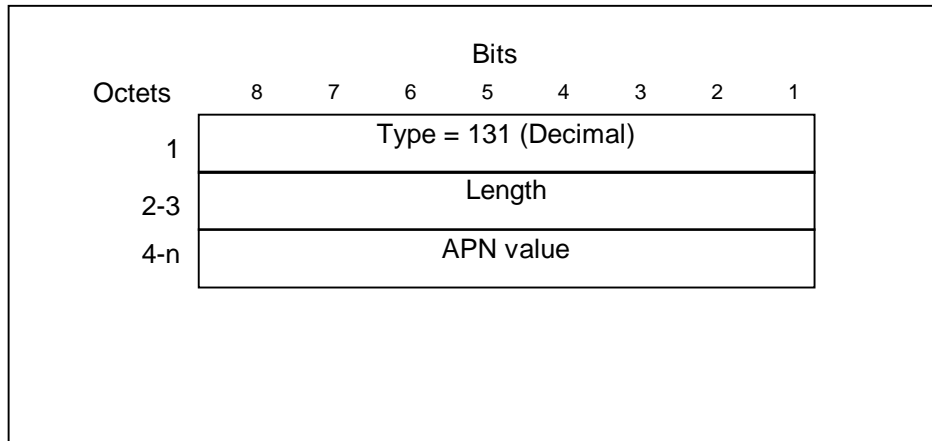 Bits
Octets 8 7 6 5 4 3 2 1
1 Type = 131 (Decimal)
2-3 Length
4-n APN value